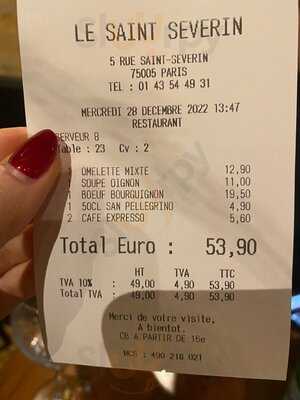 LE SAINT SEVERIN
5 RUE SAINT-SEVERIN
75005 PARIS
TEL : 01 43 54 49 31
MERCREDI 28 DECEMBRE 2022 13:47
RESTAURANT
SERVEUR 8
Table : 23 Cv : 2
1 OMELETTE MIXTE 12,90
1 SOUPE OIGNON 11,00
1 BOEUF BOURGUIGNON 19,50
1 50CL SAN PELLEGRINO 4,90
2 CAFE EXPRESSO 5,60
Total Euro : 53,90
HT TVA TTC
TVA 10% : 49,00 4,90 53,90
Total TVA : 49,00 4,90 53,90
Merci de votre visite,
A bientot.
CB A PARTIR DE 15e
MCS : 490 218 021